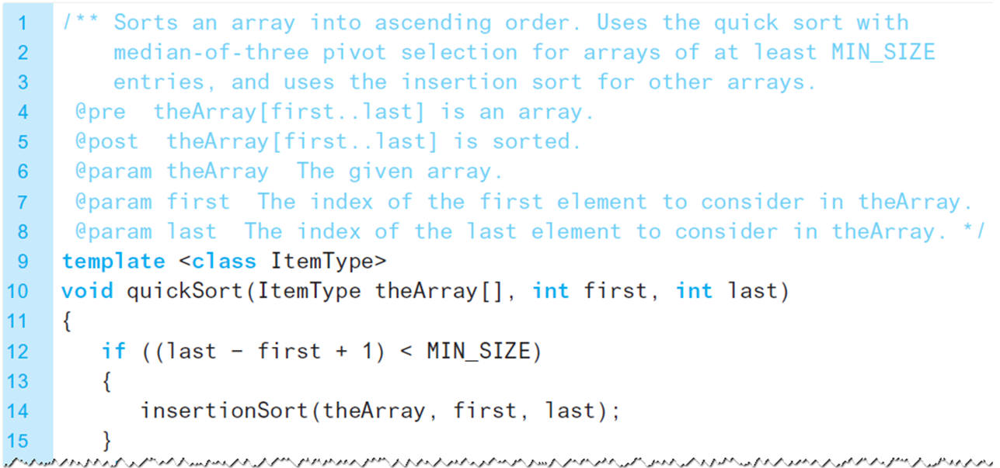 1 /** Sorts an array into ascending order. Uses the quick sort with
2 median-of-three pivot selection for arrays of at least MIN_SIZE
3 entries, and uses the insertion sort for other arrays.
4 @pre theArray[first..last] is an array.
5 @post theArray[first..last] is sorted.
6 @param theArray The given array.
7 @param first The index of the first element to consider in theArray.
8 @param last The index of the last element to consider in theArray. */
9 template <class ItemType>
10 void quickSort(ItemType theArray[], int first, int last)
11 {
12 if ((last – first + 1) < MIN_SIZE)
13 {
14 insertionSort(theArray, first, last);
15 }